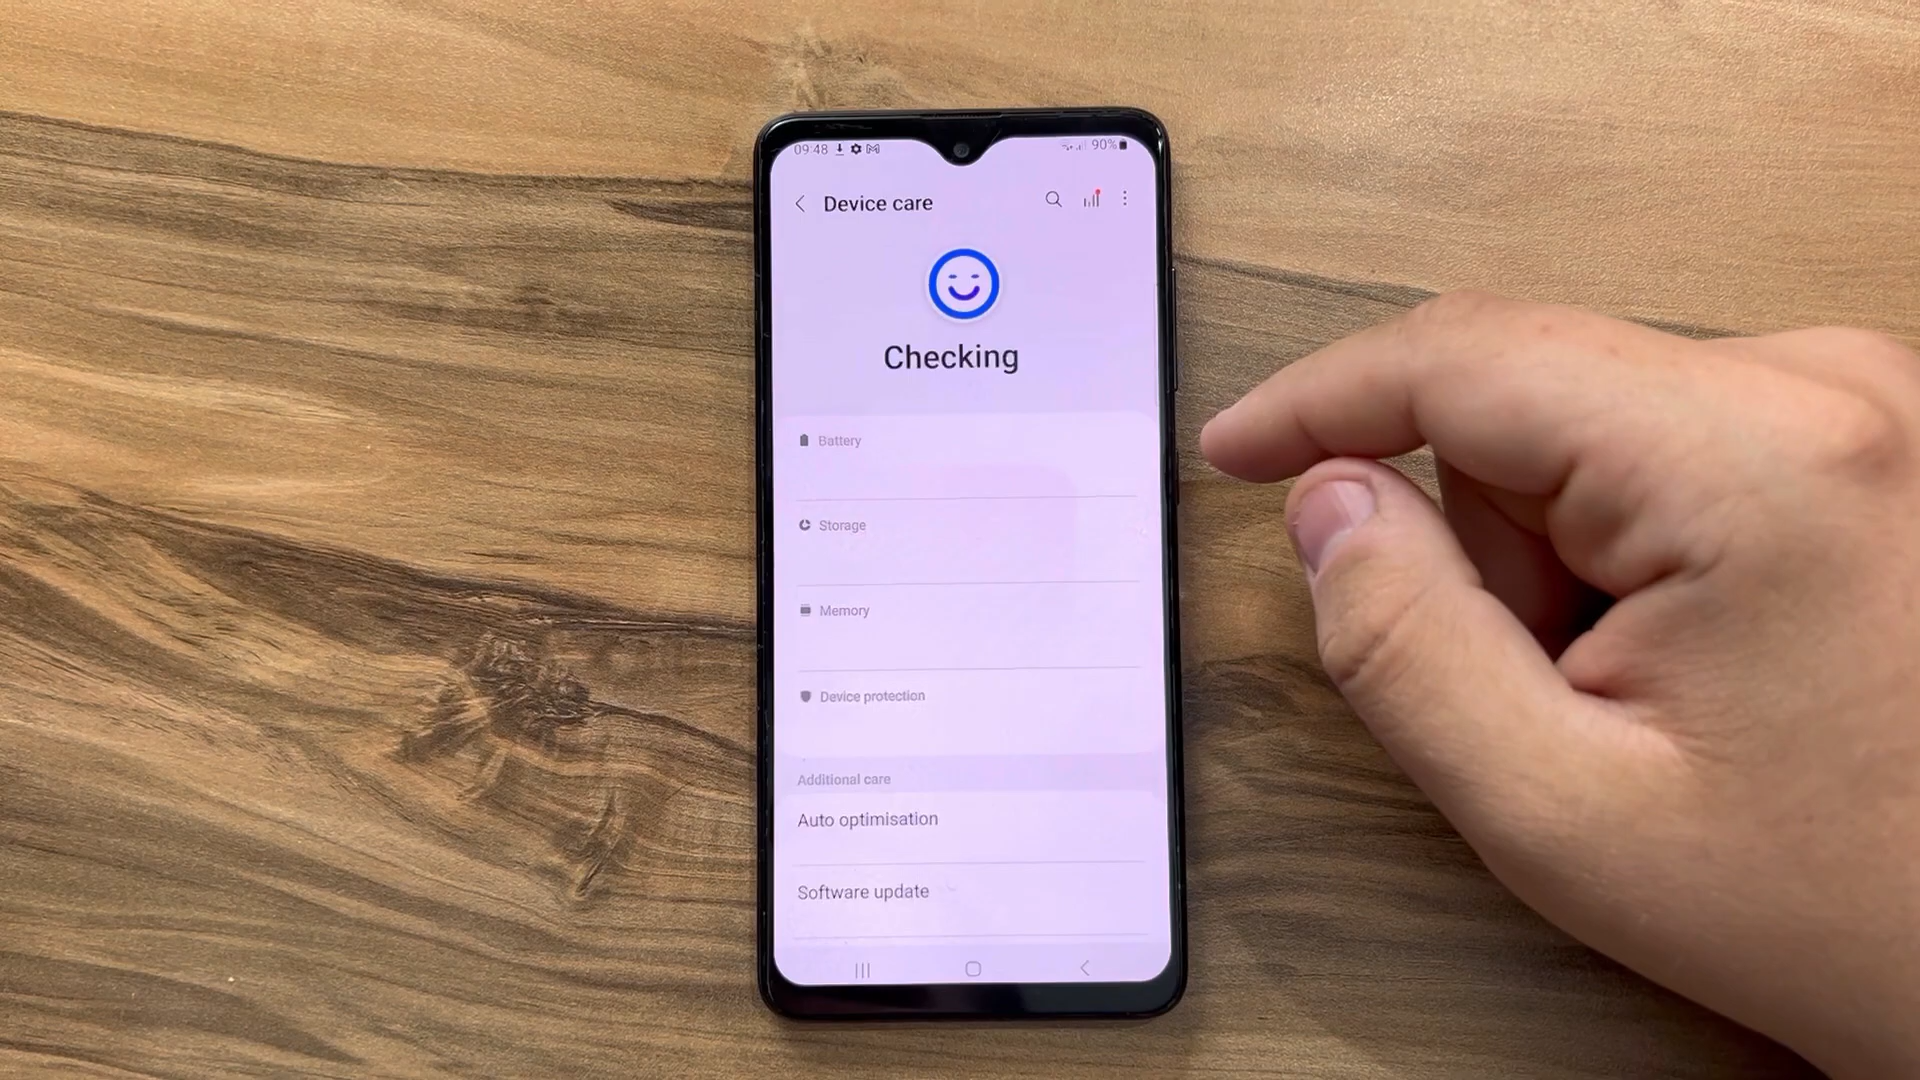 09:48
90%
Device care
Checking
Battery
Storage
Memory
Device protection
Additional care
Auto optimisation
Software update